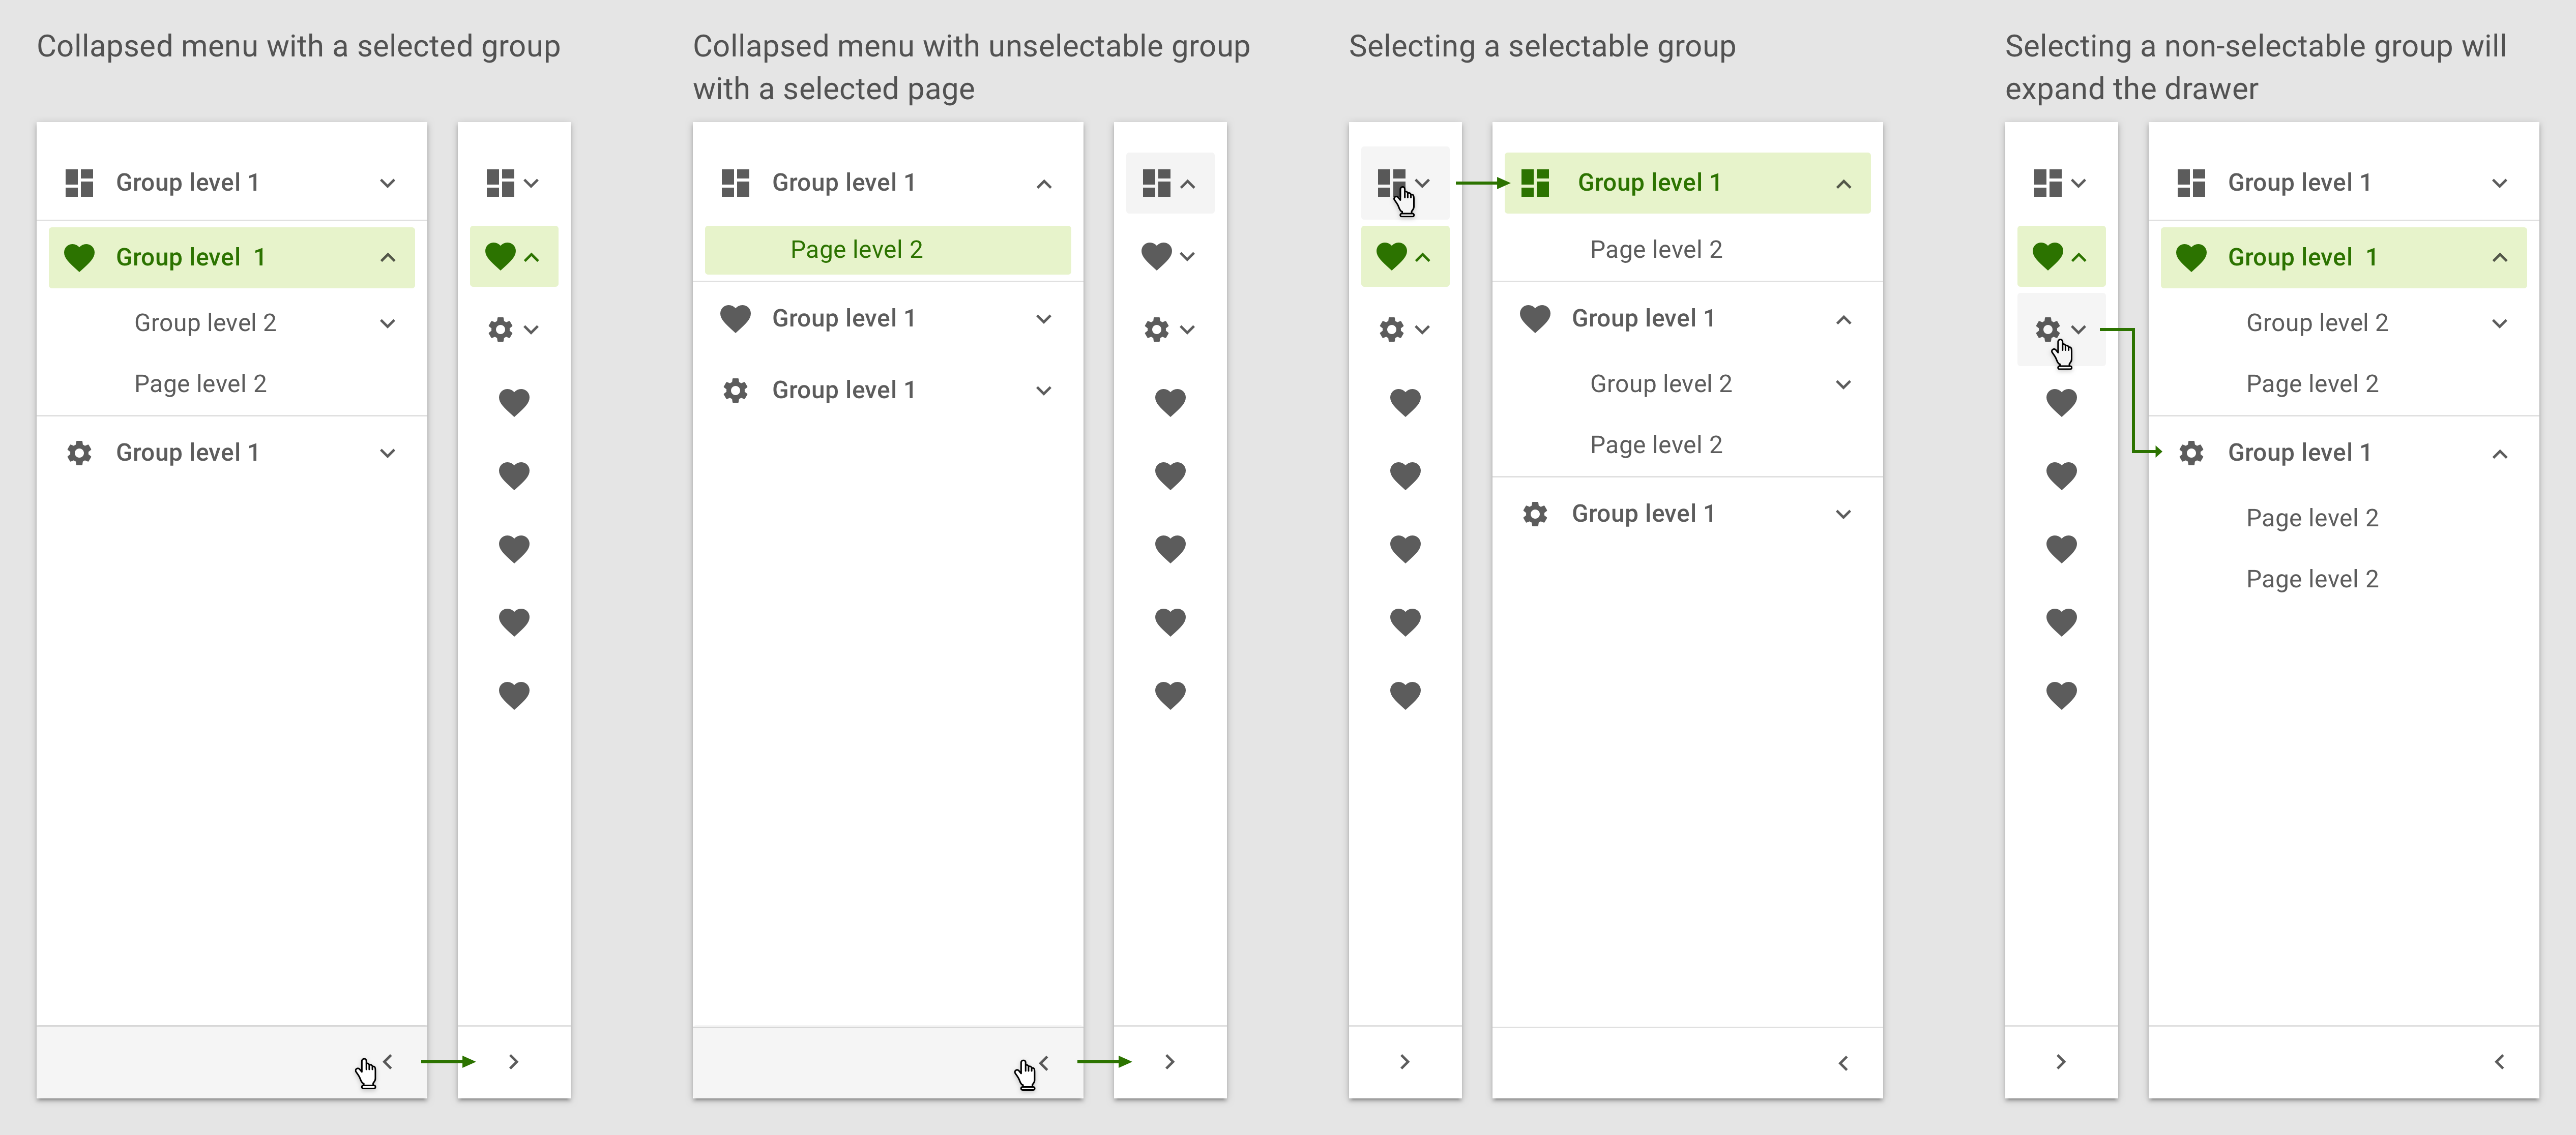 Collapsed menu with a selected group
Group level 1
Group level  1
Group level 2
Page level 2
Group level 1
Collapsed menu with unselectable group
with a selected page
Group level 1
Page level 2
Group level 1
Group level 1
Selecting a selectable group
Group level 1
Page level 2
Group level 1
Group level 2
Page level 2
Group level 1
Selecting a non-selectable group will
expand the drawer
Group level 1
Group level  1
Group level 2
Page level 2
Group level 1
Page level 2
Page level 2